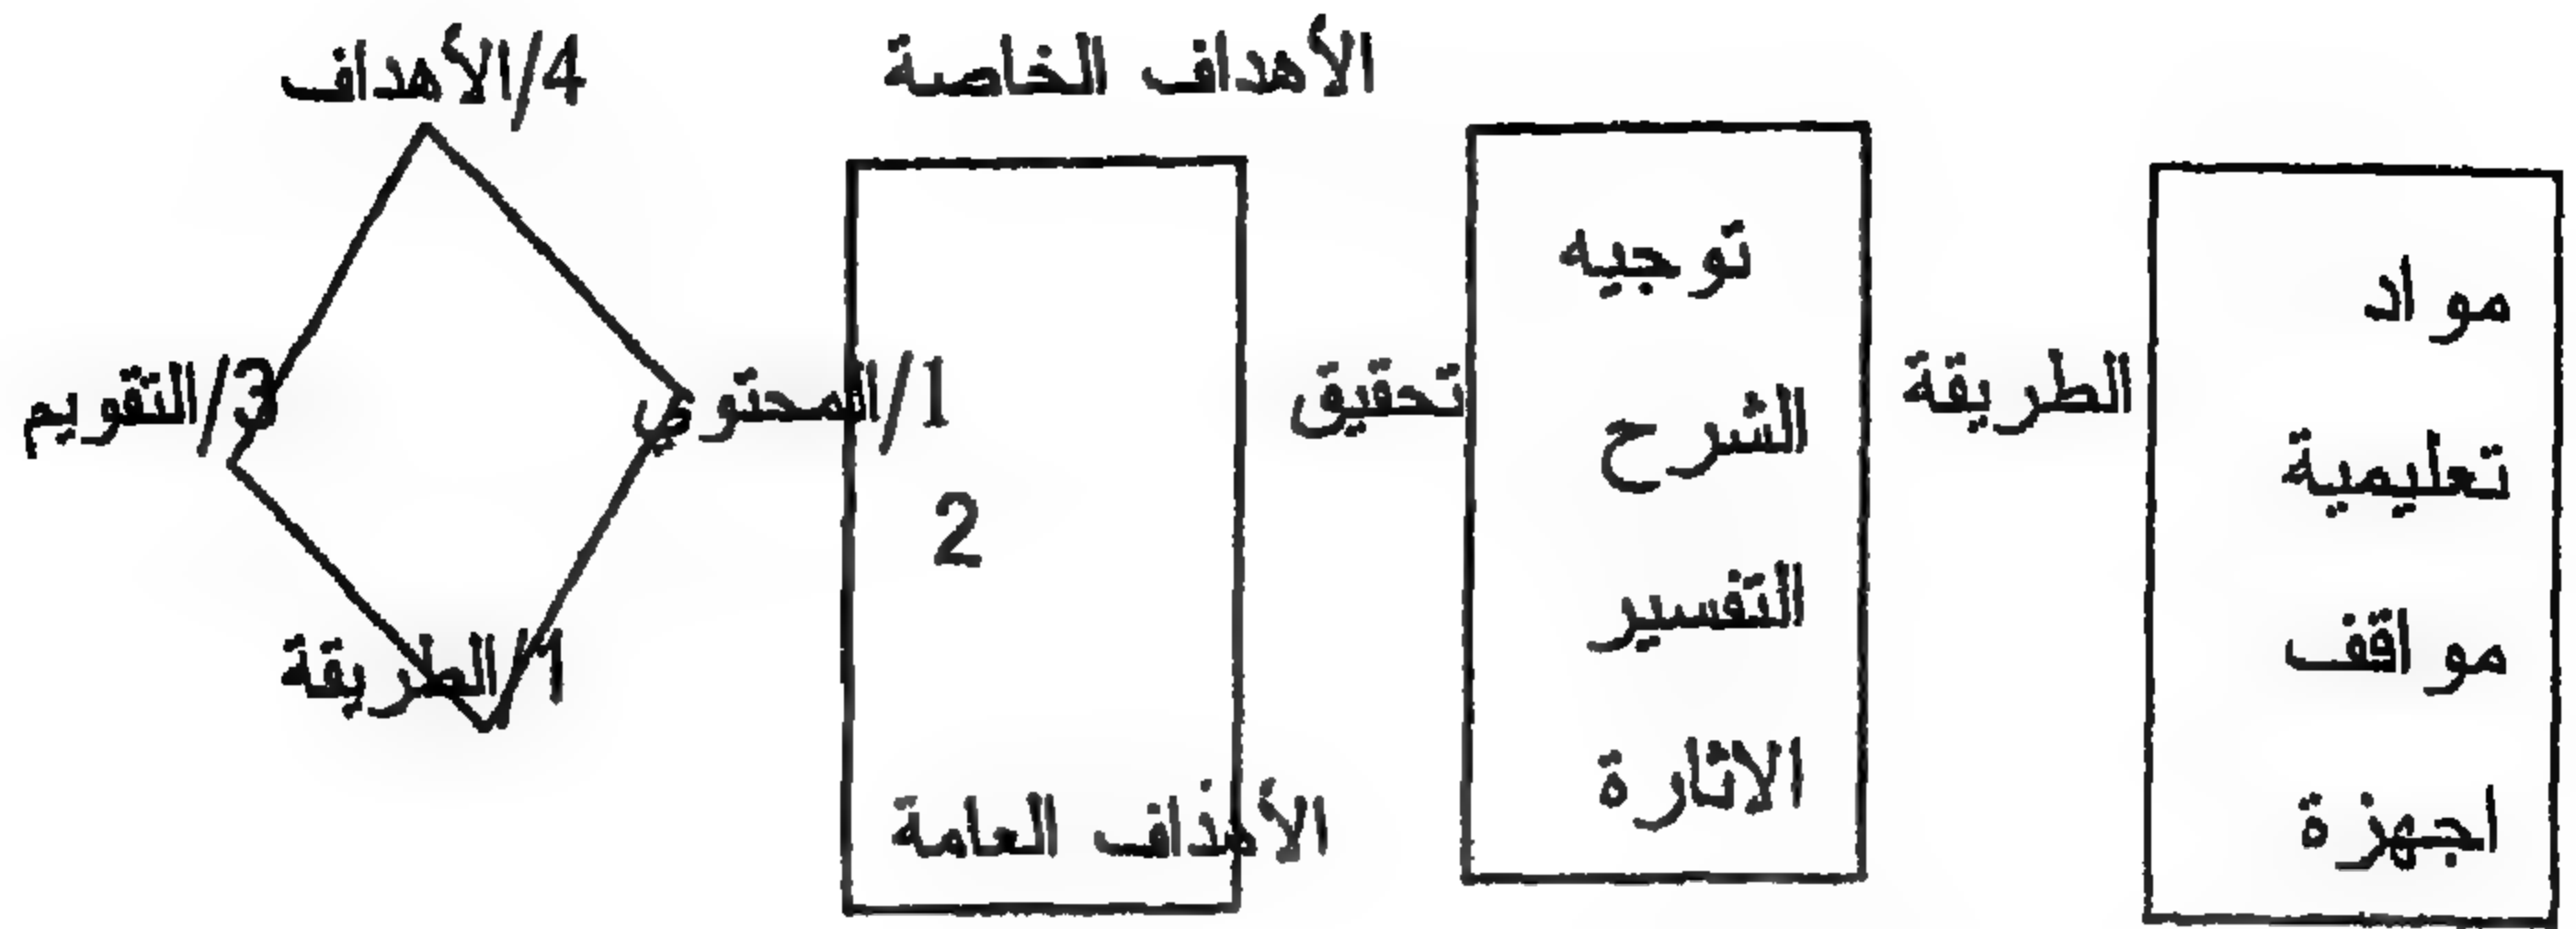 مواد
تعليمية
مواقف
اجهزة
الطريقة
توجيه
الشرح
التفسير
الاثارة
تحقيق
الأهداف الخاصة
2
الأهداف العامة
4/الأهداف
1/المحتوي
3/التقويم
1/الطريقة